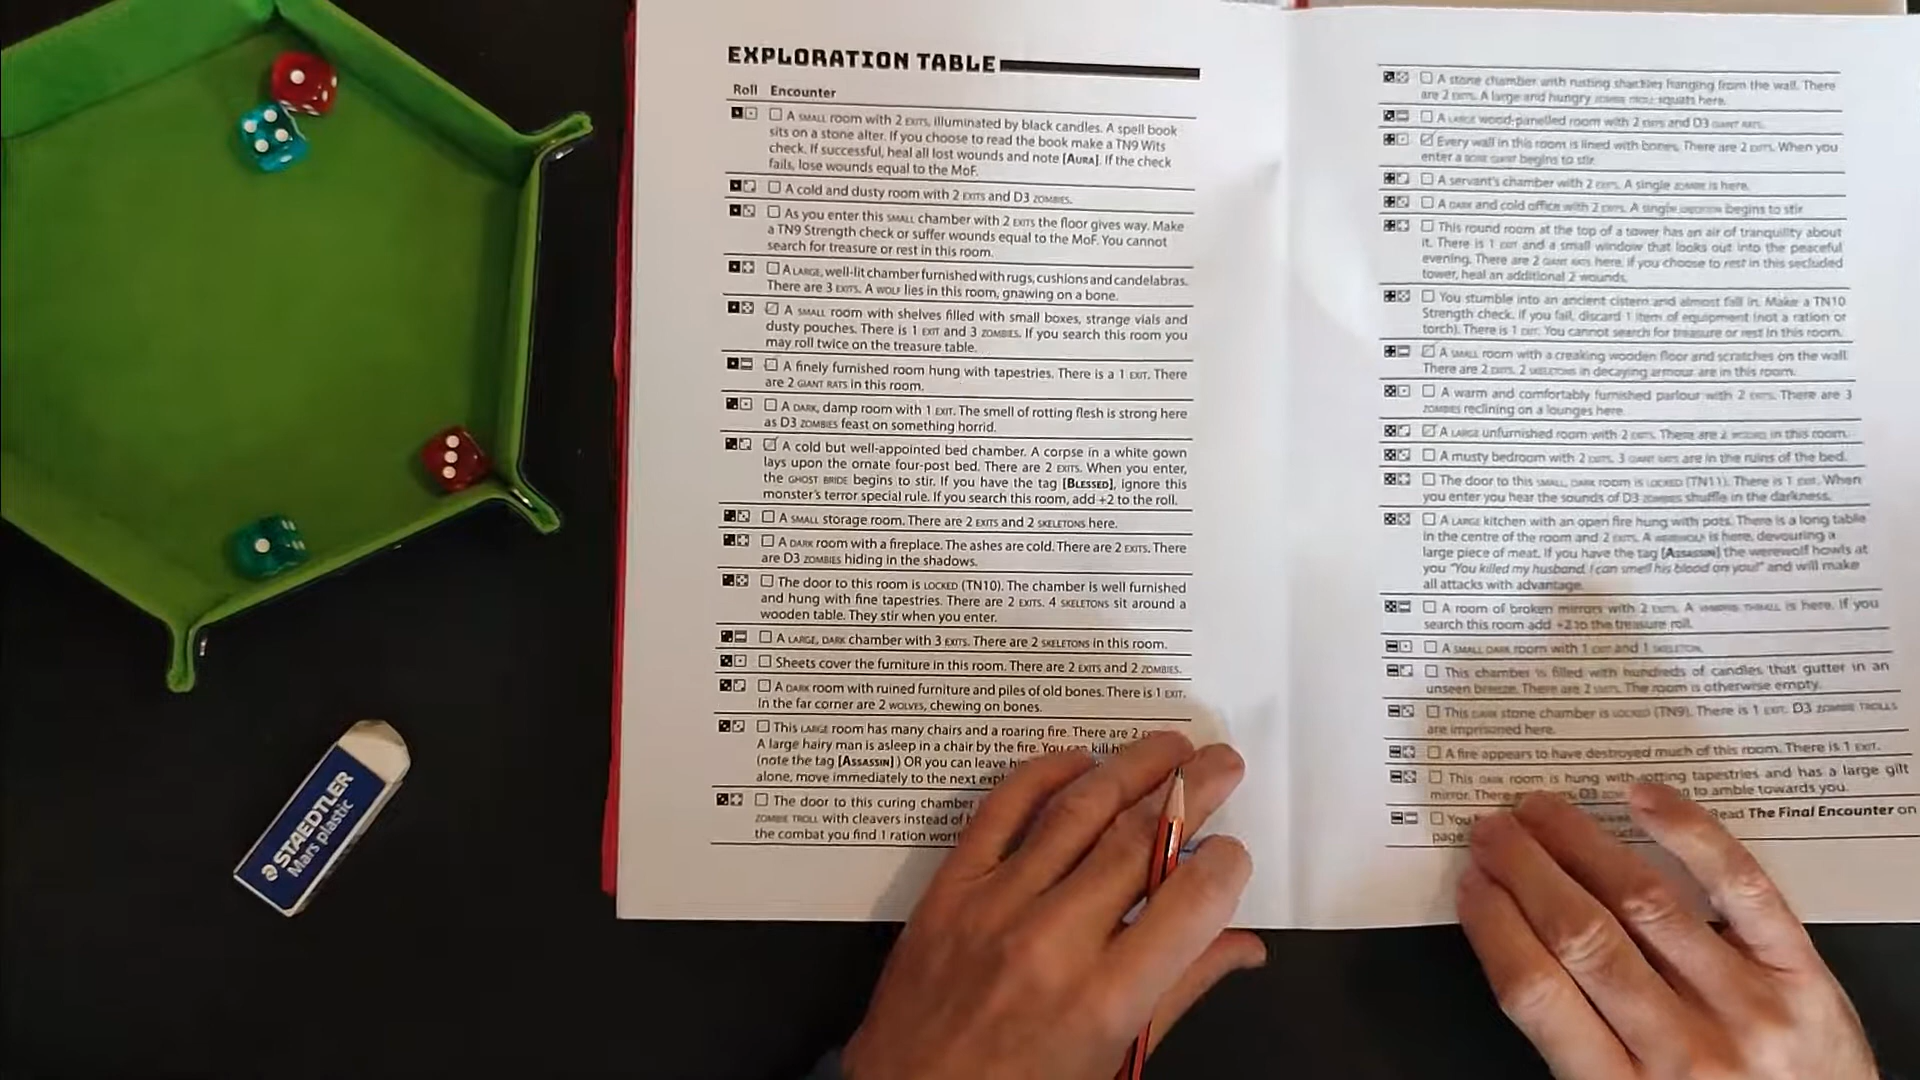 EXPLORATION TABLE
Roll Encounter
A SMALL room with 2 EXITS, illuminated by black candles. A spell book
sits on a stone alter. If you choose to read the book make a TN9 Wits
check. If successful, heal all lost wounds and note [AURA]. If the check
fails, lose wounds equal to the MoF.
A cold and dusty room with 2 EXITS and D3 ZOMBIES.
As you enter this SMALL chamber with 2 EXITS the floor gives way. Make
a TN9 Strength check or suffer wounds equal to the MoF. You cannot
search for treasure or rest in this room.
A LARGE, well-lit chamber furnished with rugs, cushions and candelabras.
There are 3 EXITS. A WOLF lies in this room, gnawing on a bone.
A SMALL room with shelves filled with small boxes, strange vials and
dusty pouches. There is 1 EXIT and 3 ZOMBIES. If you search this room you
may roll twice on the treasure table.
A finely furnished room hung with tapestries. There is a 1 EXIT. There
are 2 GIANT RATS in this room.
A DARK, damp room with 1 EXIT. The smell of rotting flesh is strong here
as D3 ZOMBIES feast on something horrid.
A cold but well-appointed bed chamber. A corpse in a white gown
lays upon the ornate four-post bed. There are 2 EXITS. When you enter,
the GHOST BRIDE begins to stir. If you have the tag [BLESSED], ignore this
monster's terror special rule. If you search this room, add +2 to the roll.
A SMALL storage room. There are 2 EXITS and 2 SKELETONS here.
A DARK room with a fireplace. The ashes are cold. There are 2 EXITS. There
are D3 ZOMBIES hiding in the shadows.
The door to this room is LOCKED (TN10). The chamber is well furnished
and hung with fine tapestries. There are 2 EXITS. 4 SKELETONS sit around a
wooden table. They stir when you enter.
A LARGE, DARK chamber with 3 EXITS. There are 2 SKELETONS in this room.
Sheets cover the furniture in this room. There are 2 EXITS and 2 ZOMBIES.
A DARK room with ruined furniture and piles of old bones. There is 1 EXIT.
In the far corner are 2 WOLVES, chewing on bones.
This LARGE room has many chairs and a roaring fire. There are 2
A large hairy man is asleep in a chair by the fire. You can kill
(note the tag [ASSASSIN]) OR you can leave
alone, move immediately to the next
The door to this curing chamber
ZOMBIE TROLL with cleavers instead of
the combat you find 1 ration
A stone chamber with rusting shackles hanging from the wall. There
are 2 EXITS. A large and hungry ZOMBIE TROLL squats here.
A LARGE wood-panelled room with 2 EXITS and D3 GIANT RATS.
Every wall in this room is lined with bones. There are 2 EXITS. When you
enter a BONE GIANT begins to stir.
A servant's chamber with 2 EXITS. A single ZOMBIE is here.
A DARK and cold office with 2 EXITS. A single SKELETON begins to stir
This round room at the top of a tower has an air of tranquility about
it. There is 1 EXIT and a small window that looks out into the peaceful
evening. There are 2 GIANT RATS here. If you choose to rest in this secluded
tower, heal an additional 2 wounds.
You stumble into an ancient cistern and almost fall in. Make a TN10
Strength check. If you fail, discard 1 item of equipment (not a ration or
torch). There is 1 EXIT. You cannot search for treasure or rest in this room.
A SMALL room with a creaking wooden floor and scratches on the wall.
There are 2 EXITS. 2 SKELETONS in decaying armour are in this room.
A warm and comfortably furnished parlour with 2 EXITS. There are 3
ZOMBIES reclining on a lounges here.
A LARGE unfurnished room with 2 EXITS. There are 2 in this room.
A musty bedroom with 2 EXITS. 3 GIANT RATS are in the ruins of the bed.
The door to this SMALL, DARK room is LOCKED (TN11). There is 1 EXIT. When
you enter you hear the sounds of D3 ZOMBIES shuffle in the darkness.
A LARGE kitchen with an open fire hung with pots. There is a long table
in the centre of the room and 2 EXITS. A WEREWOLF is here, devouring a
large piece of meat. If you have the tag [ASSASSIN] the werewolf howls at
you "You killed my husband, I can smell his blood on you!" and will make
all attacks with advantage.
A room of broken mirrors with 2 EXITS. A VAMPIRE THRALL is here. If you
search this room add +2 to the treasure roll.
A SMALL DARK room with 1 EXIT and 1 SKELETON.
This chamber is filled with hundreds of candles that gutter in an
unseen breeze. There are 2 EXITS. The room is otherwise empty.
This DARK stone chamber is LOCKED (TN9). There is 1 EXIT. D3 ZOMBIE TROLLS
are imprisoned here.
A fire appears to have destroyed much of this room. There is 1 EXIT.
This DARK room is hung with rotting tapestries and has a large gilt
mirror. There D3 to amble towards you.
You Read The Final Encounter on
page
STAEDTLER
Mars plastic